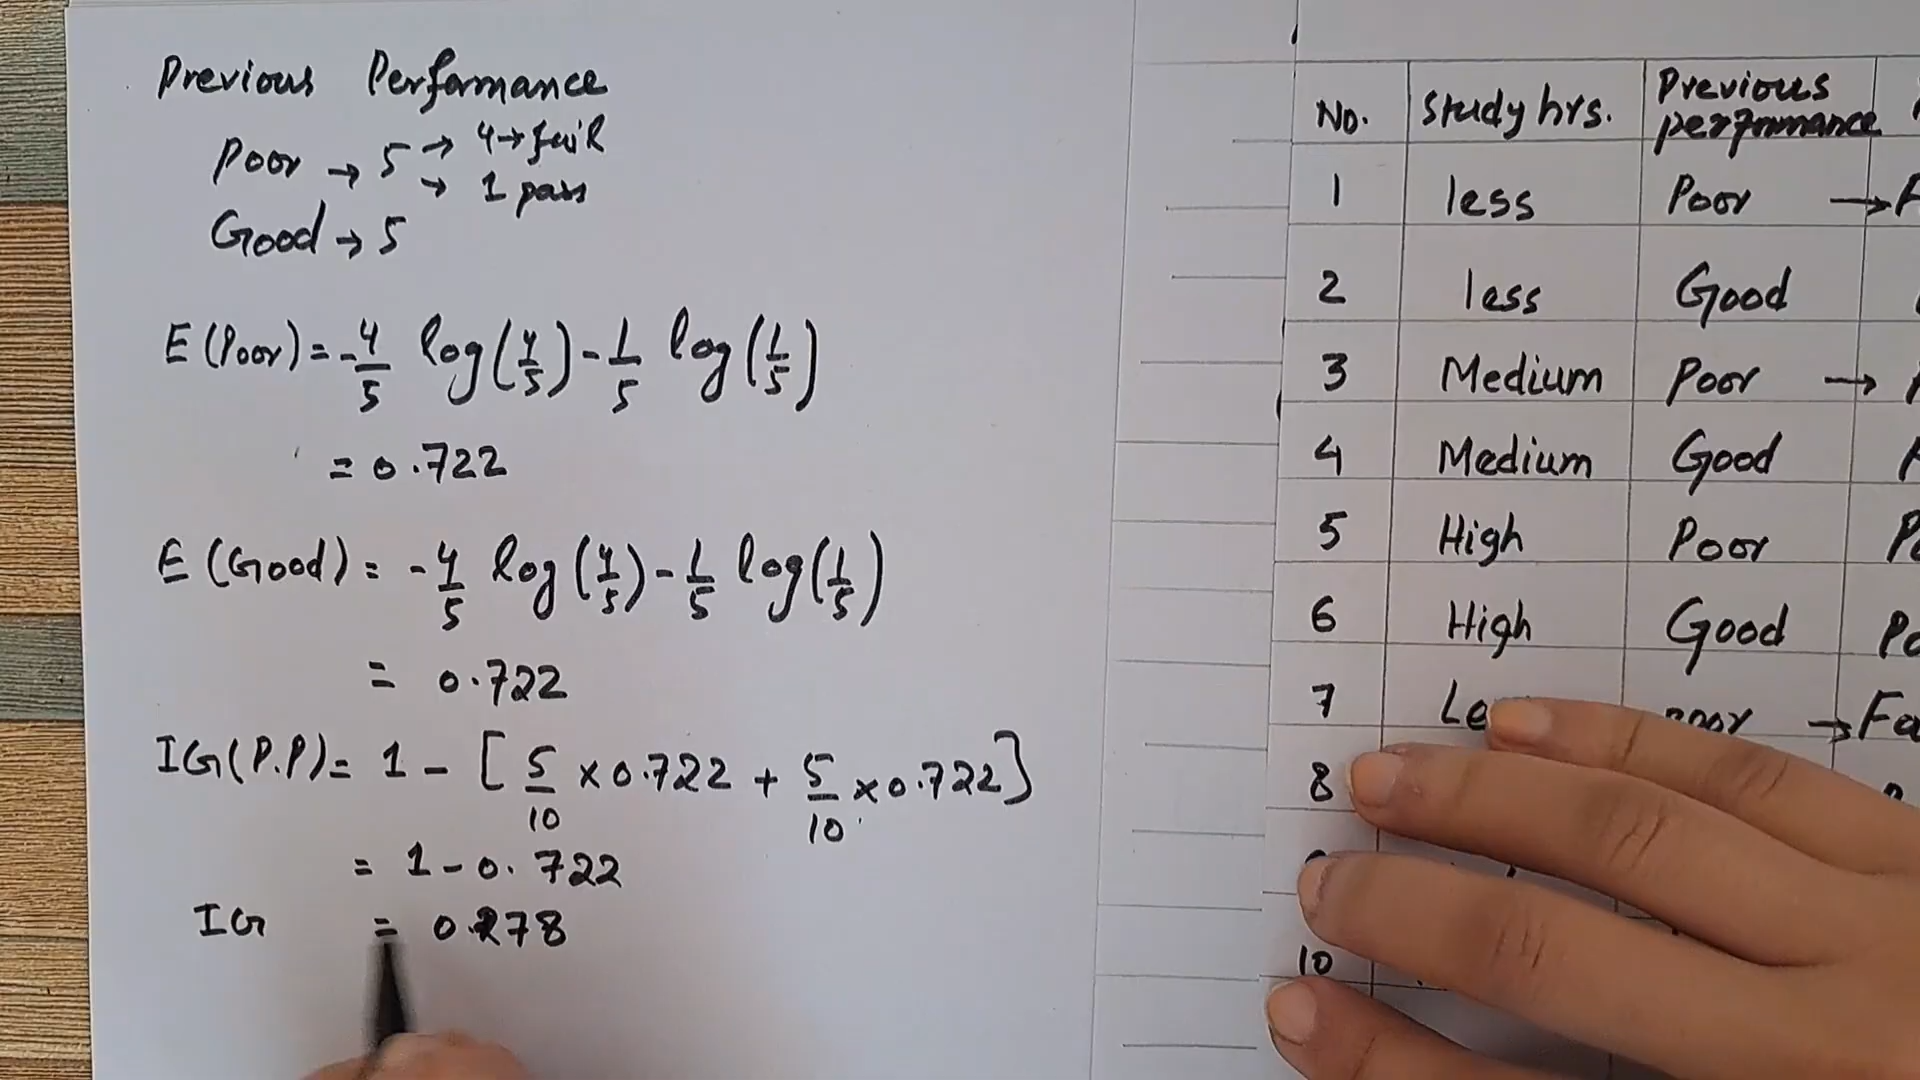 Previous Performance
Poor → 5 → 4 → fail
→ 1 pass
Good → 5
E (Poor) = -4/5 log(4/5) - 1/5 log(1/5)
= 0.722
E (Good) = -4/5 log(4/5) - 1/5 log(1/5)
= 0.722
IG(P.P) = 1 - [5/10 × 0.722 + 5/10 × 0.722]
= 1 - 0.722
IG = 0.278
No. Study hrs. Previous performance
1 less Poor →
2 less Good
3 Medium Poor →
4 Medium Good
5 High Poor
6 High Good
7 poor →
8
10